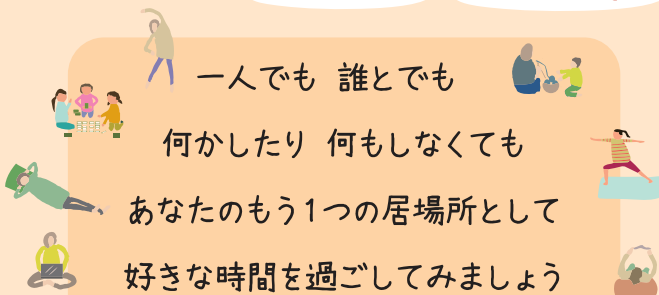 一人でも 誰とでも
何かしたり 何もしなくても
あなたのもう1つの居場所として
好きな時間を過ごしてみましょう